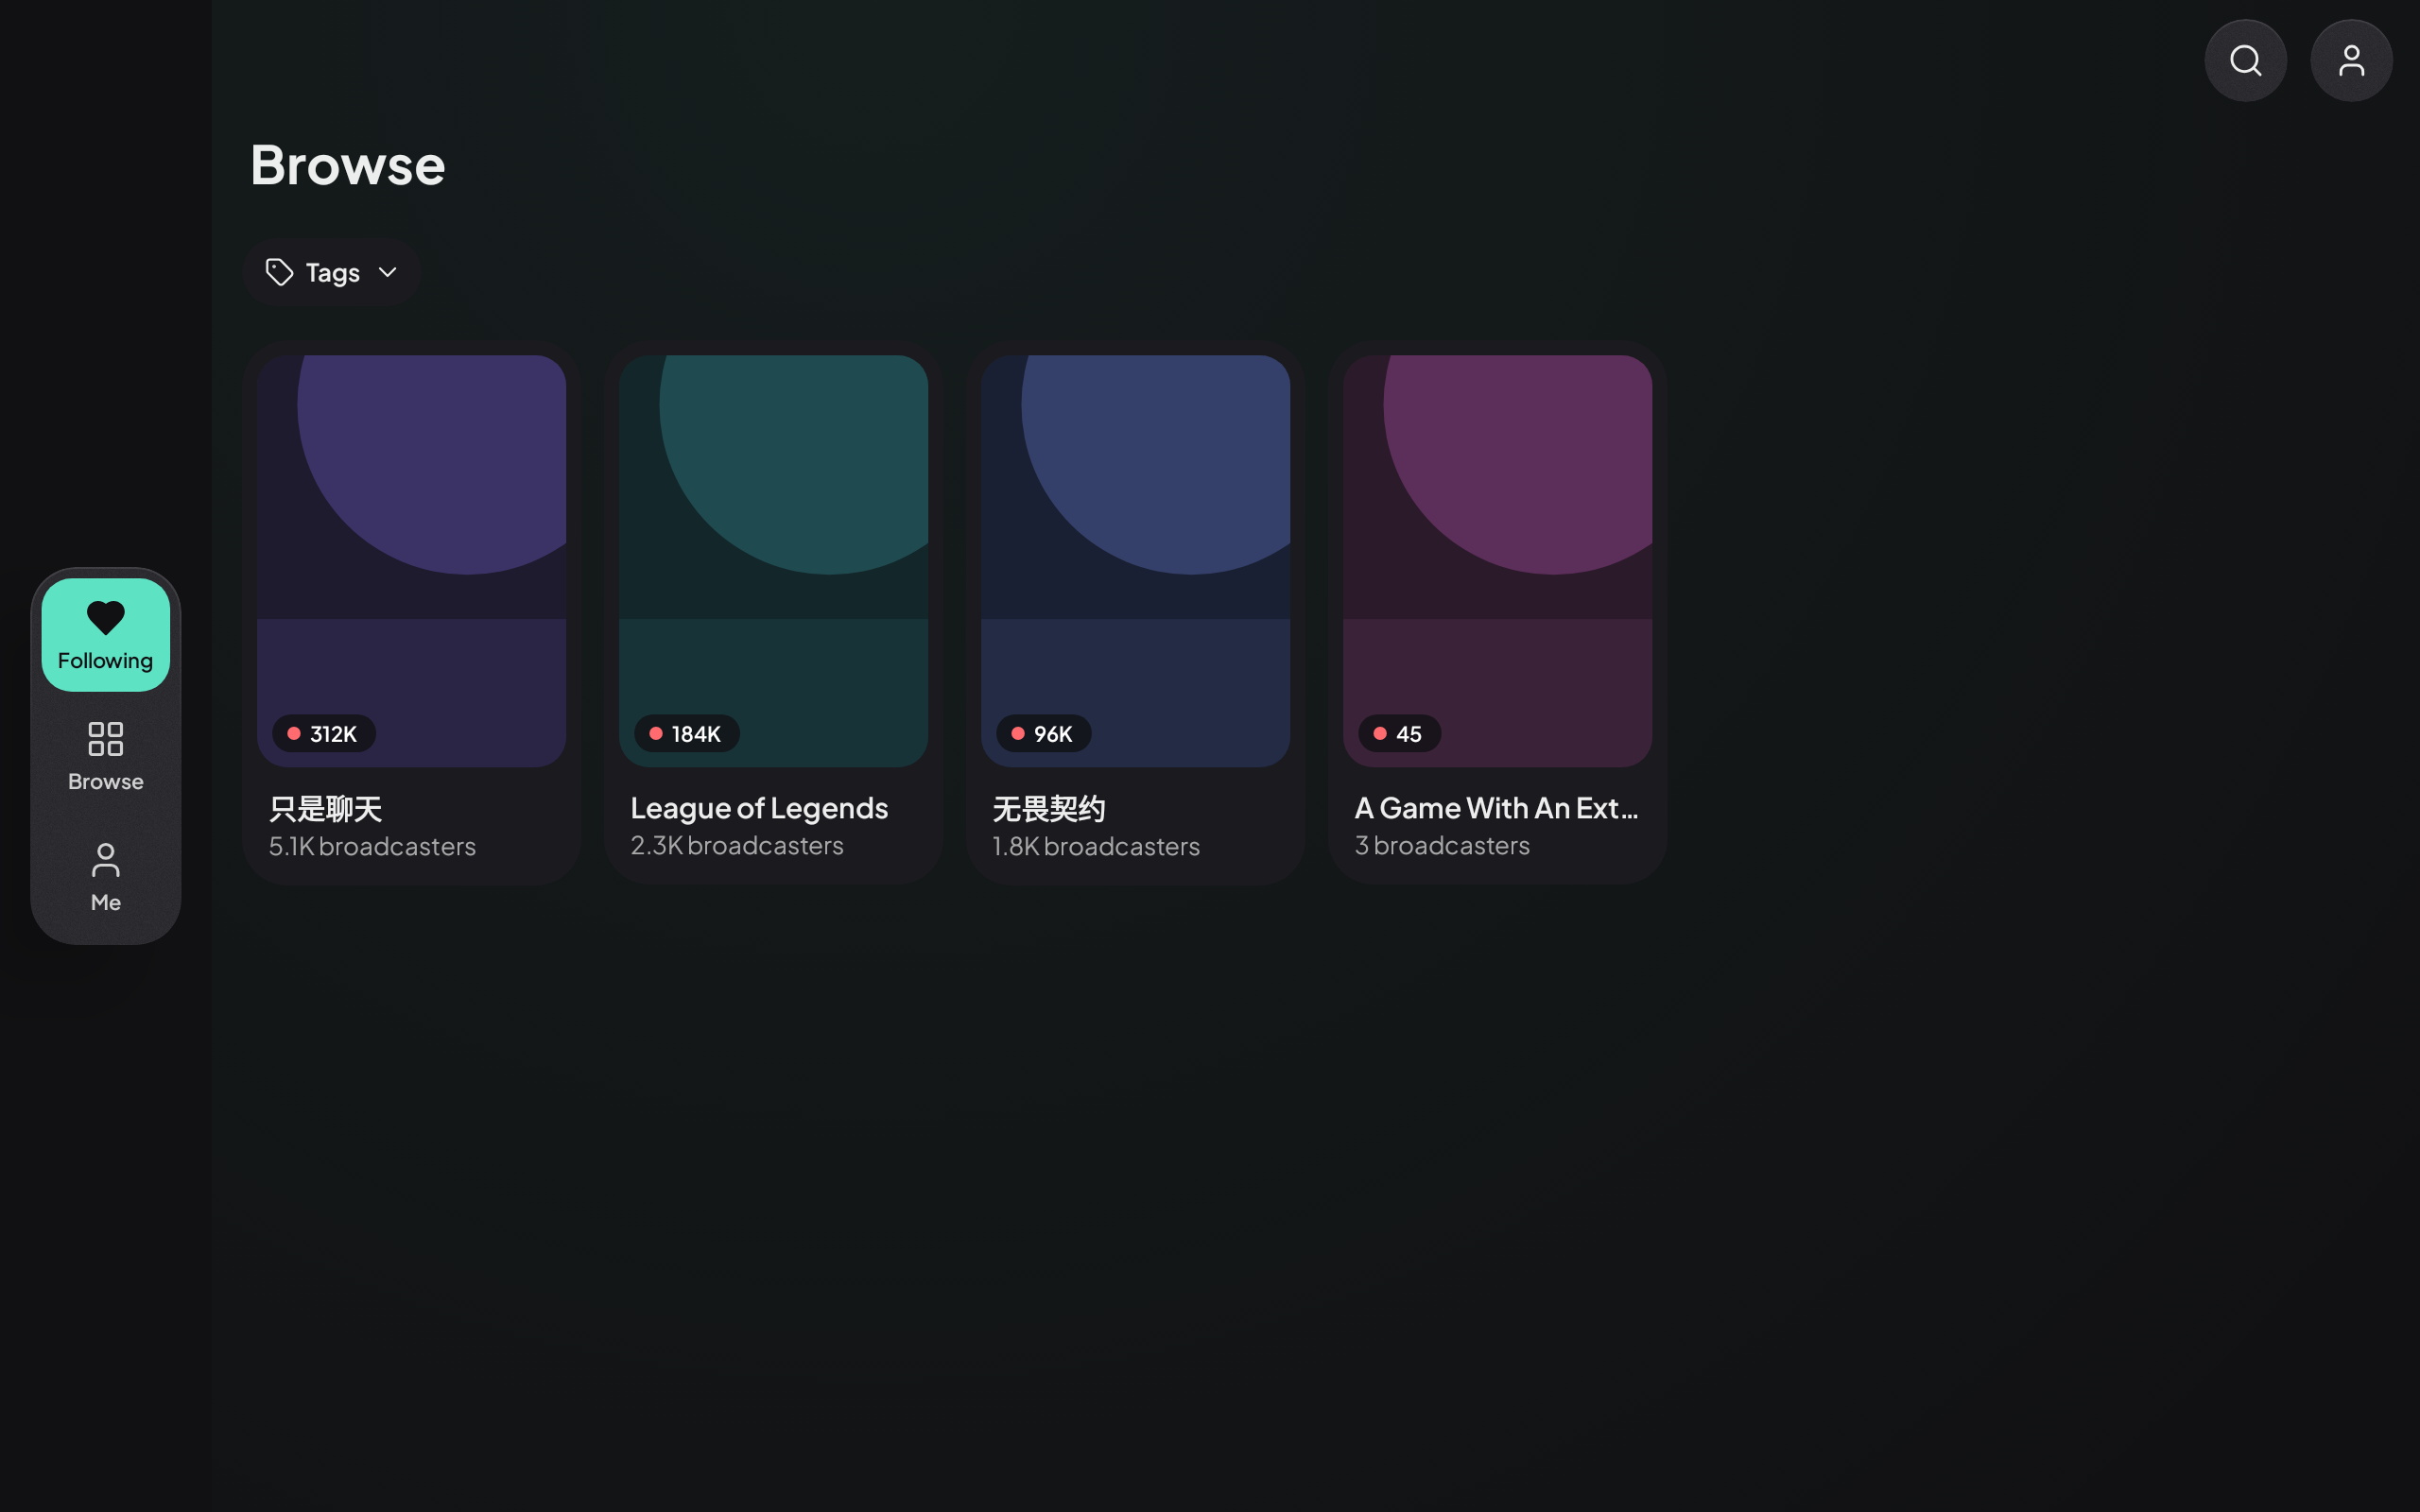 Browse
Tags
Following
Browse
Me
312K
184K
96K
45
只是聊天
5.1K broadcasters
League of Legends
2.3K broadcasters
无畏契约
1.8K broadcasters
A Game With An Ext...
3 broadcasters